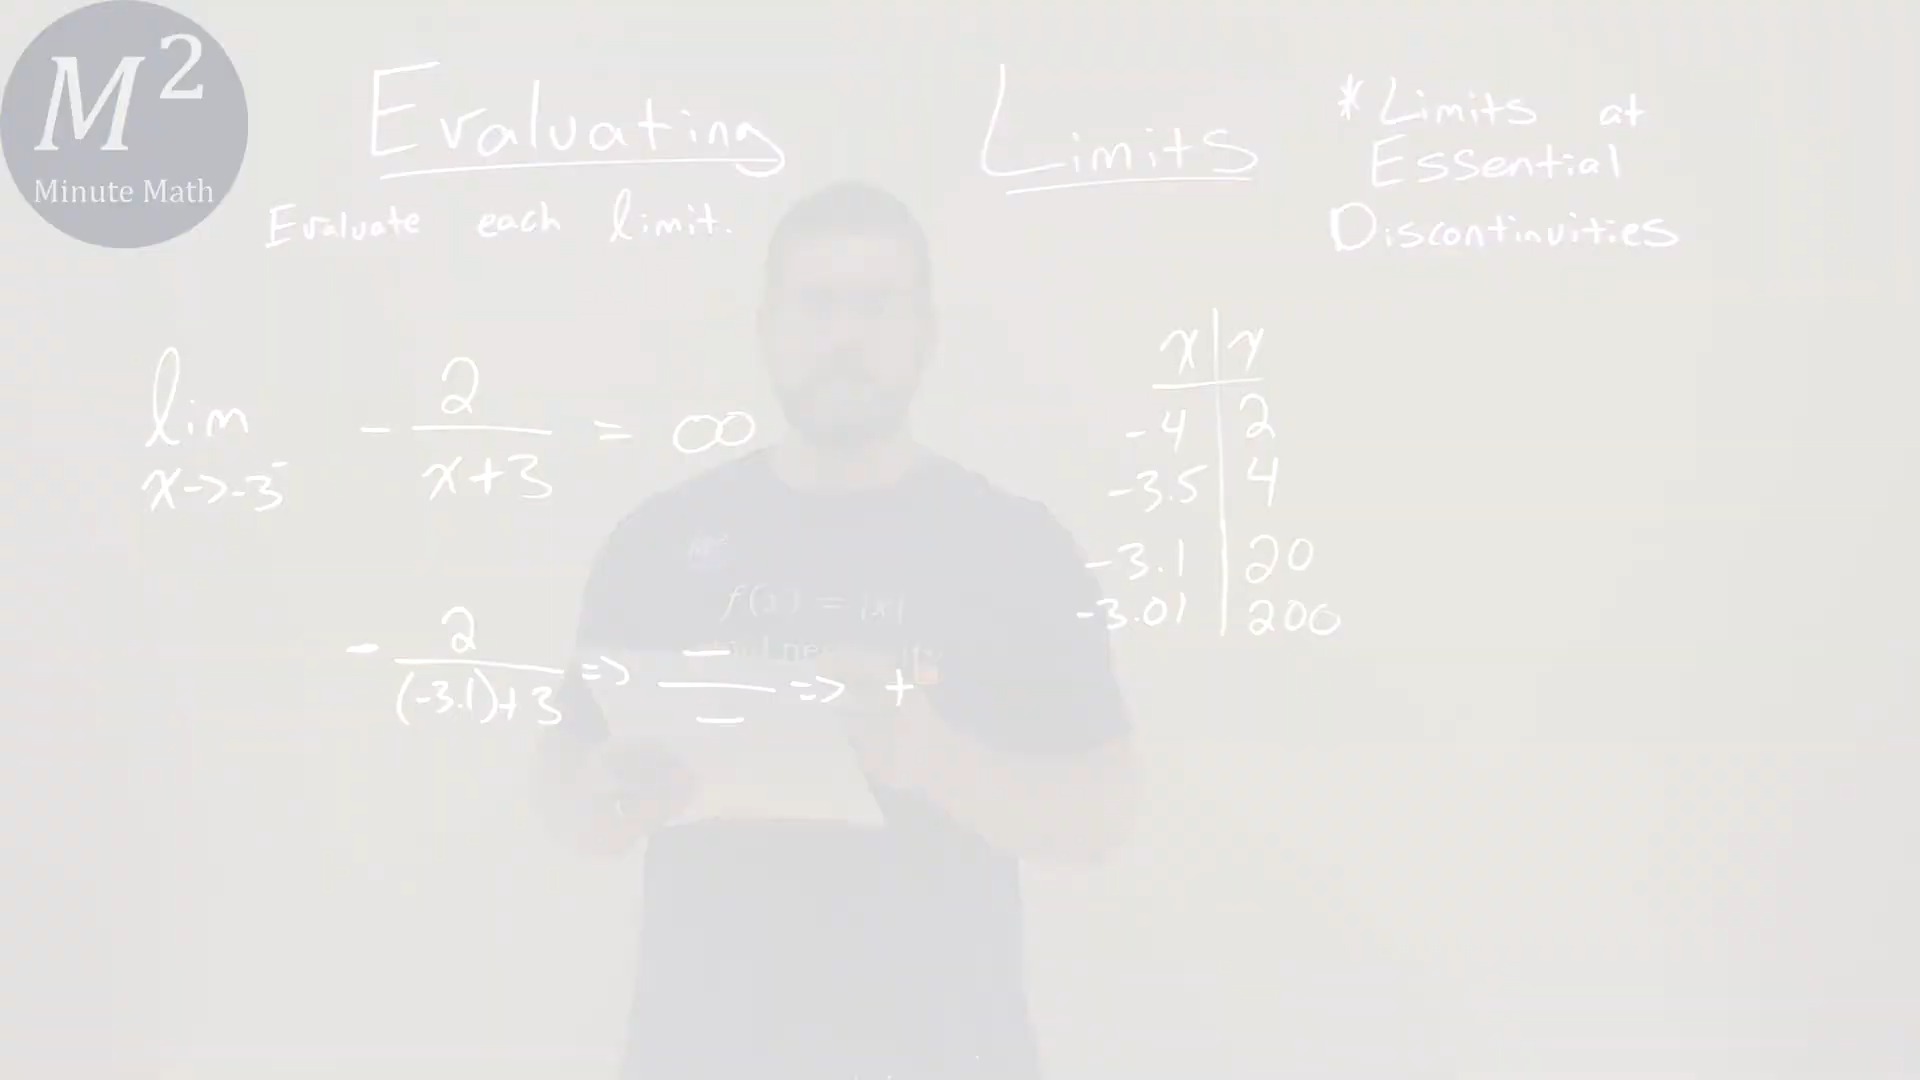 M²
Minute Math
Evaluating Limits
* Limits at
Essential
Discontinuities
Evaluate each limit.
lim x->-3⁻ - 2/(x+3) = ∞
x | y
-4 | 2
-3.5 | 4
-3.1 | 20
-3.01 | 200
- 2/((-3.1)+3) => −/− => +
M²
f(x) = |x|